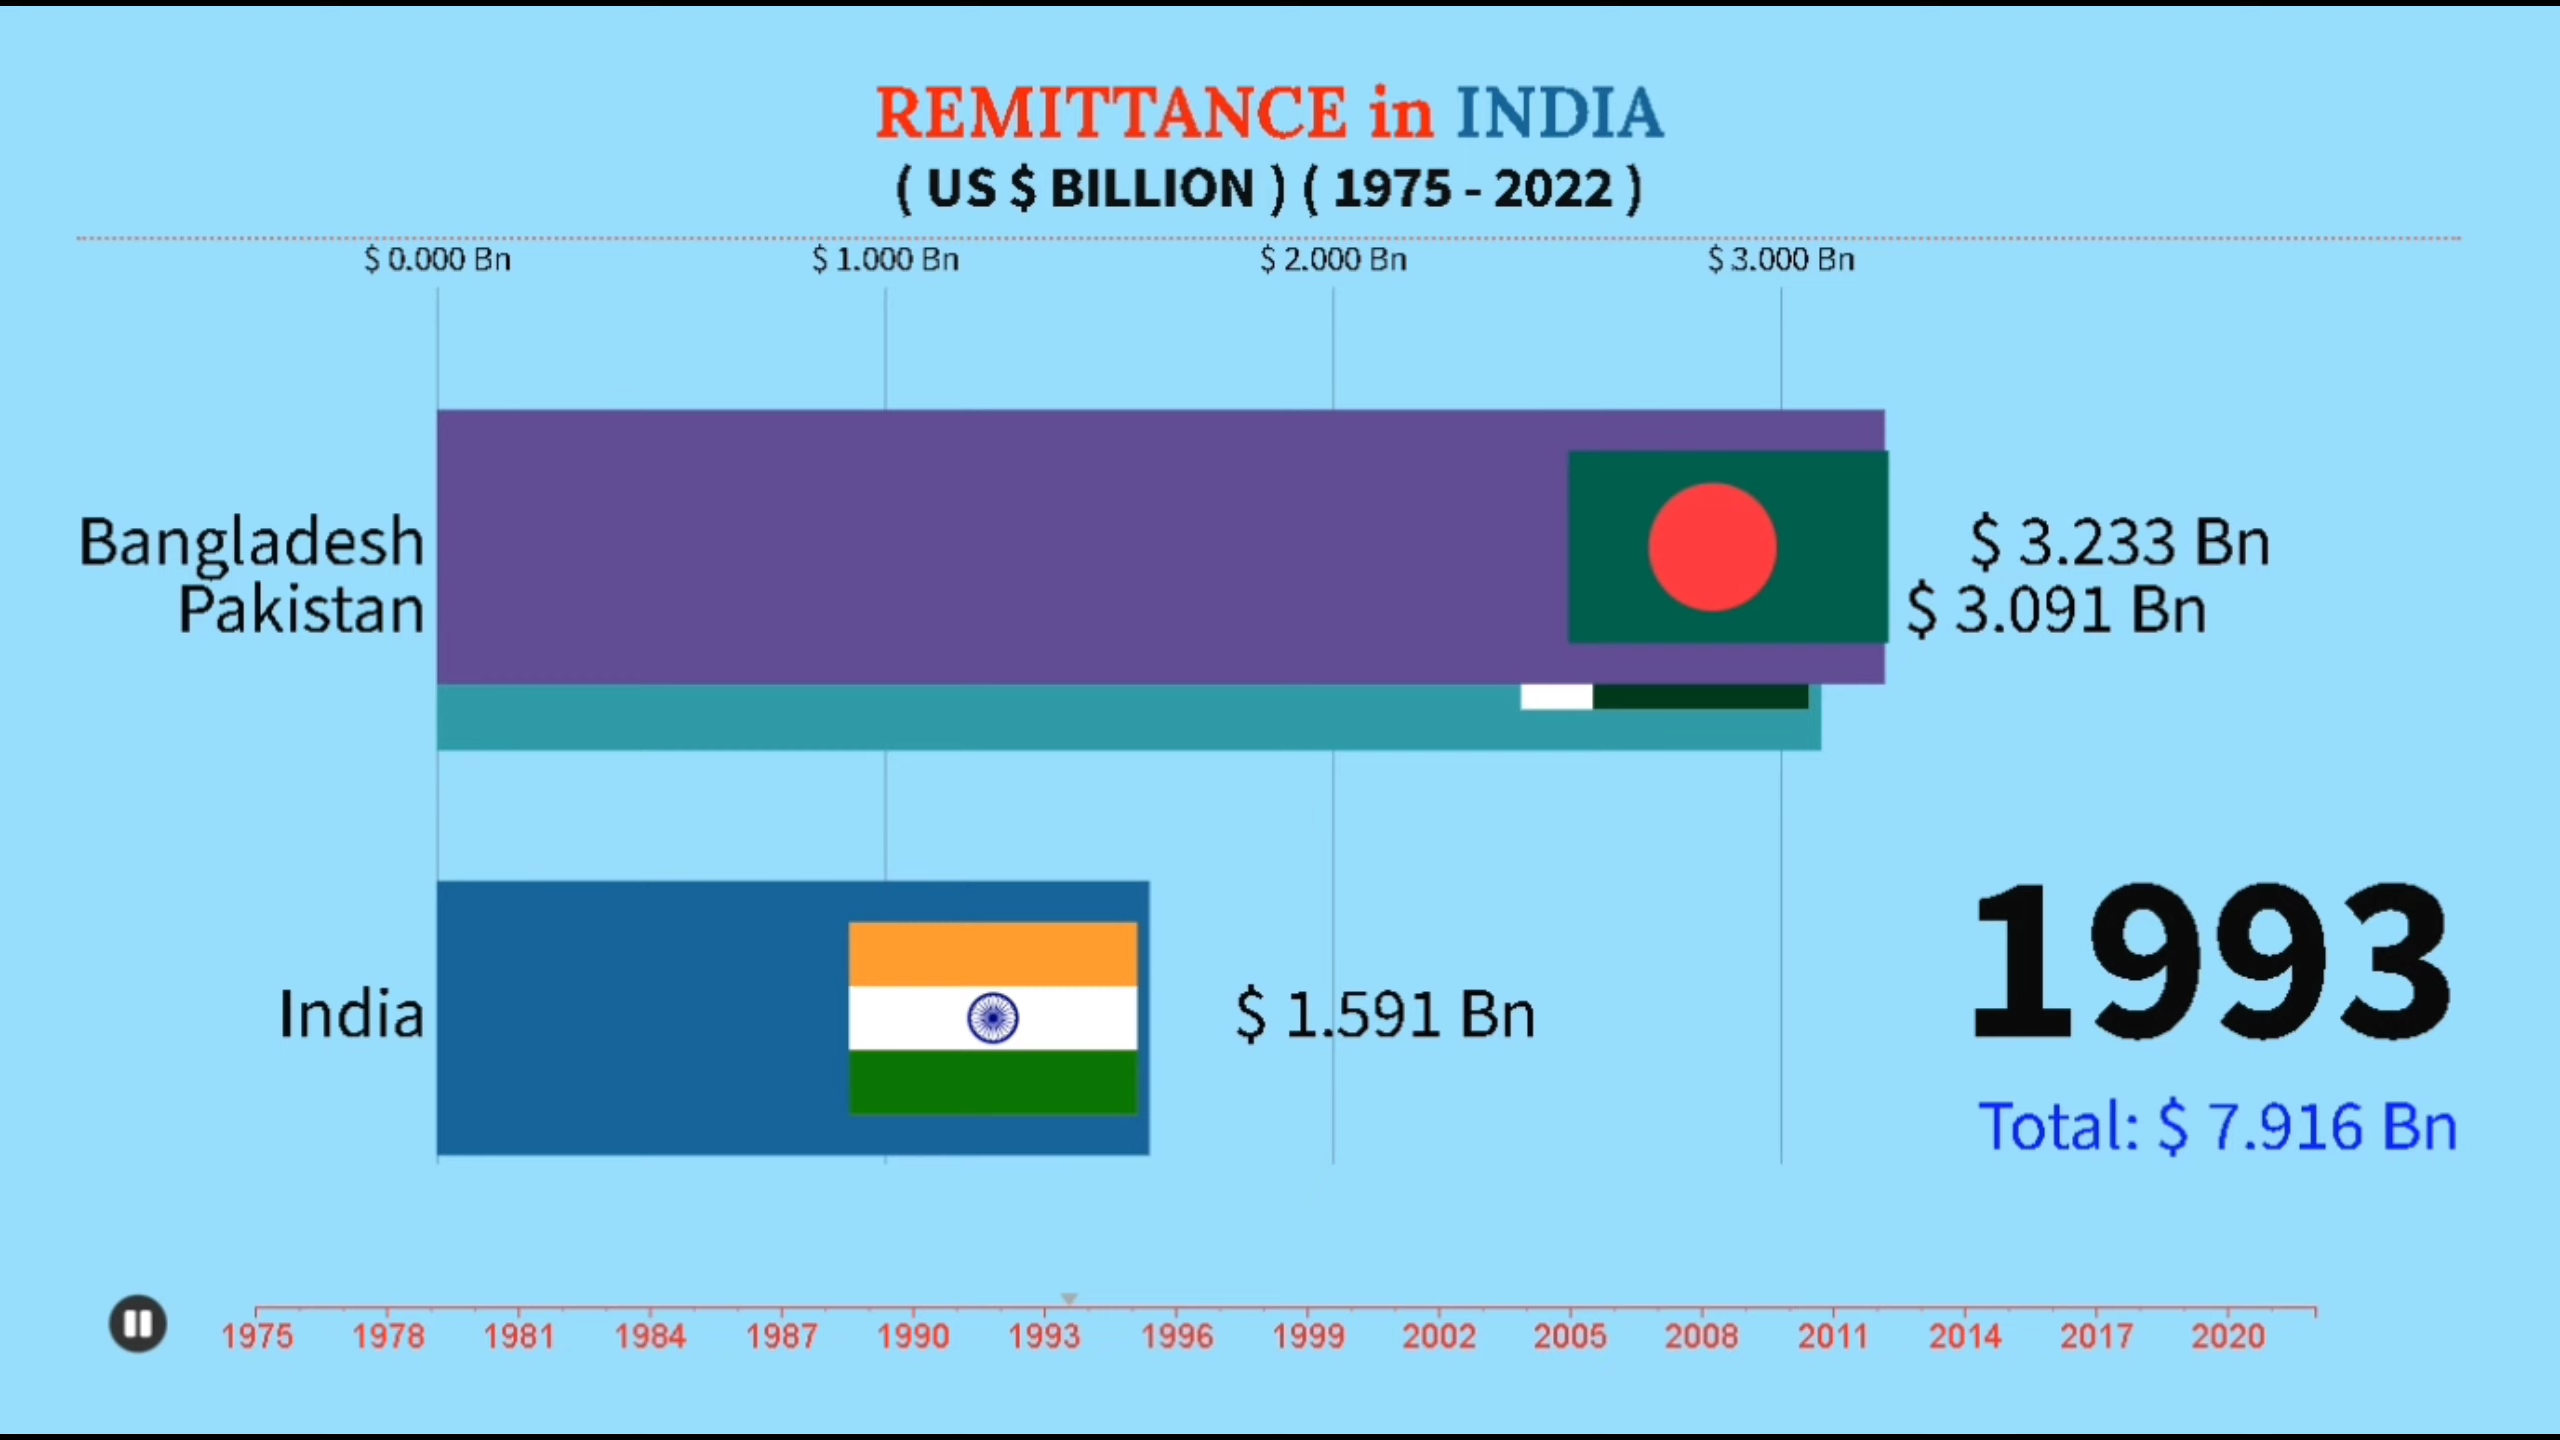 REMITTANCE in INDIA
( US $ BILLION ) ( 1975 - 2022 )
$ 0.000 Bn $ 1.000 Bn $ 2.000 Bn $ 3.000 Bn
Bangladesh $ 3.233 Bn
Pakistan $ 3.091 Bn
India $ 1.591 Bn
1993
Total: $ 7.916 Bn
1975 1978 1981 1984 1987 1990 1993 1996 1999 2002 2005 2008 2011 2014 2017 2020